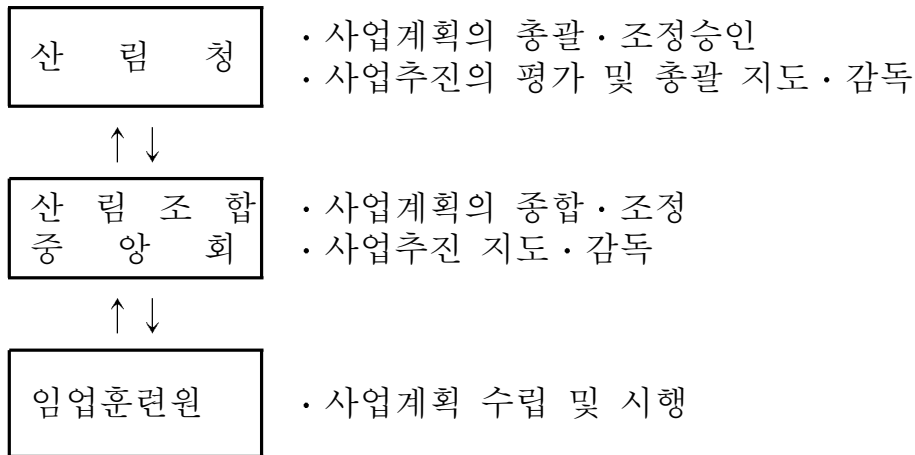 산 림 청
·사업계획의 총괄·조정승인
·사업추진의 평가 및 총괄 지도·감독
↑↓
산 림 조 합
중 앙 회
·사업계획의 종합·조정
·사업추진 지도·감독
↑↓
임업훈련원
·사업계획 수립 및 시행